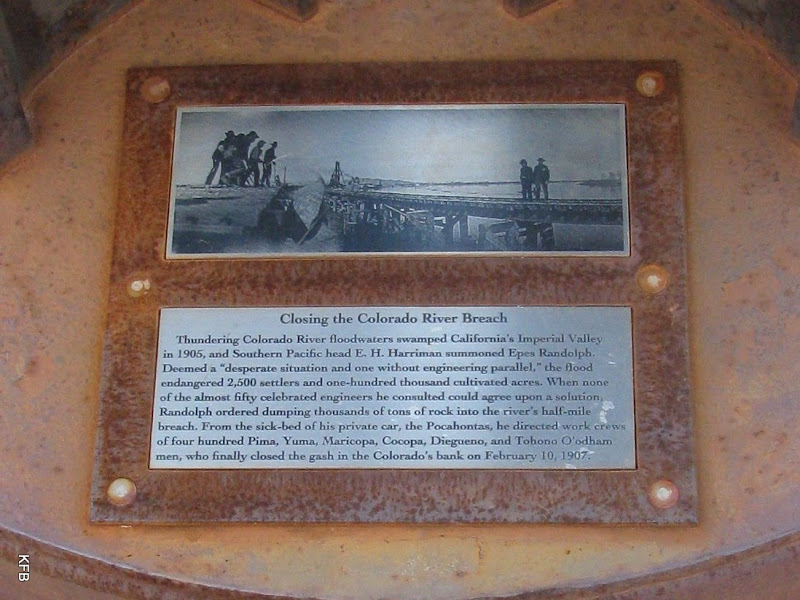 Closing the Colorado River Breach
Thundering Colorado River floodwaters swamped California's Imperial Valley
in 1905, and Southern Pacific head E. H. Harriman summoned Epes Randolph.
Deemed a "desperate situation and one without engineering parallel," the flood
endangered 2,500 settlers and one-hundred thousand cultivated acres. When none
of the almost fifty celebrated engineers he consulted could agree upon a solution,
Randolph ordered dumping thousands of tons of rock into the river's half-mile
breach. From the sick-bed of his private car, the Pocahontas, he directed work crews
of four hundred Pima, Yuma, Maricopa, Cocopa, Diegueno, and Tohono O'odham
men, who finally closed the gash in the Colorado's bank on February 10, 1907.
KFB